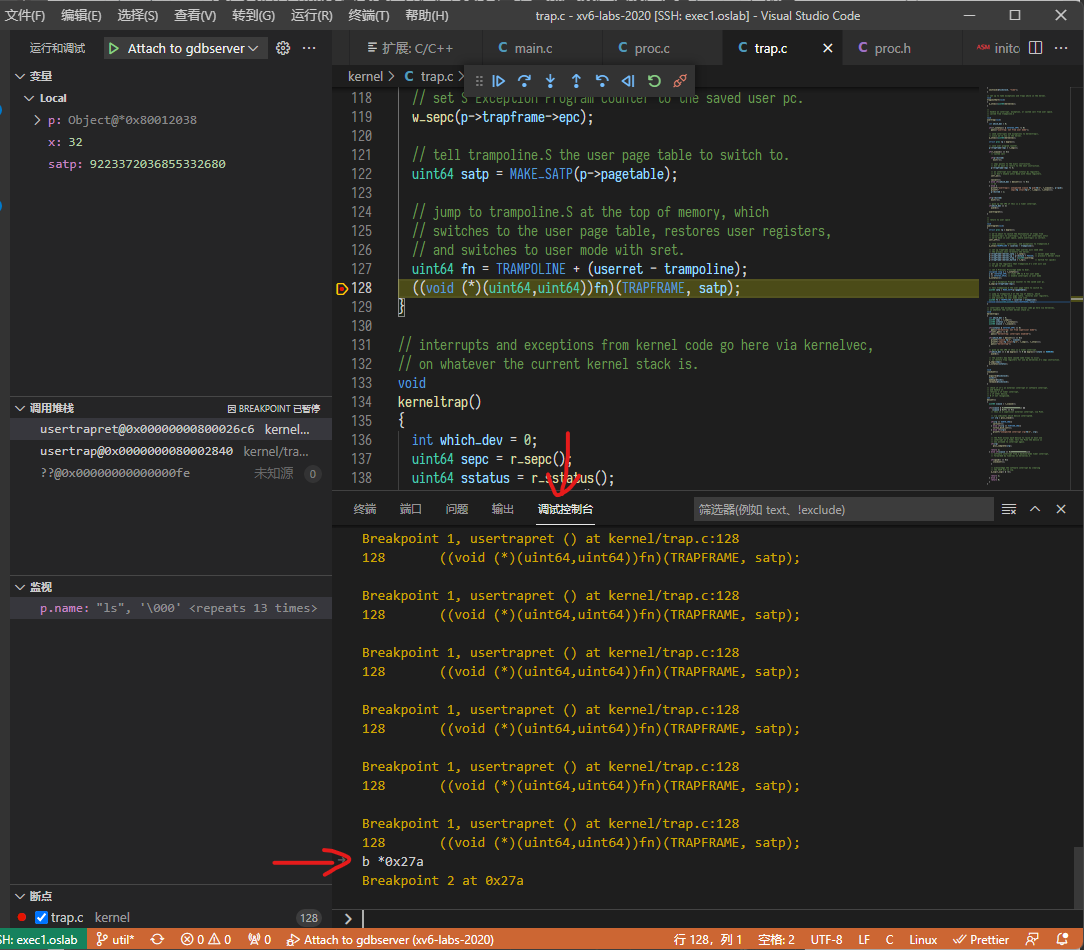 文件(F) 编辑(E) 选择(S) 查看(V) 转到(G) 运行(R) 终端(T) 帮助(H) trap.c - xv6-labs-2020 [SSH: exec1.oslab] - Visual Studio Code
运行和调试 Attach to gdbserver
扩展: C/C++ C main.c C proc.c C trap.c C proc.h ASM inito
变量
Local
p: Object@*0x80012038
x: 32
satp: 9223372036855332680
kernel > C trap.c >
118 // set S Exception Program Counter to the saved user pc.
119 w_sepc(p->trapframe->epc);
120
121 // tell trampoline.S the user page table to switch to.
122 uint64 satp = MAKE_SATP(p->pagetable);
123
124 // jump to trampoline.S at the top of memory, which
125 // switches to the user page table, restores user registers,
126 // and switches to user mode with sret.
127 uint64 fn = TRAMPOLINE + (userret - trampoline);
128 ((void (*)(uint64,uint64))fn)(TRAPFRAME, satp);
129 }
130
131 // interrupts and exceptions from kernel code go here via kernelvec,
132 // on whatever the current kernel stack is.
133 void
134 kerneltrap()
135 {
136 int which_dev = 0;
137 uint64 sepc = r_sepc();
138 uint64 sstatus = r_sstatus();
调用堆栈 因 BREAKPOINT 已暂停
usertrapret@0x00000000800026c6 kernel...
usertrap@0x0000000080002840 kernel/tra...
??@0x00000000000000fe 未知源 0
监视
p.name: "ls", '\000' <repeats 13 times>
断点
trap.c kernel 128
终端 端口 问题 输出 调试控制台 筛选器(例如 text、!exclude)
Breakpoint 1, usertrapret () at kernel/trap.c:128
128 ((void (*)(uint64,uint64))fn)(TRAPFRAME, satp);
Breakpoint 1, usertrapret () at kernel/trap.c:128
128 ((void (*)(uint64,uint64))fn)(TRAPFRAME, satp);
Breakpoint 1, usertrapret () at kernel/trap.c:128
128 ((void (*)(uint64,uint64))fn)(TRAPFRAME, satp);
Breakpoint 1, usertrapret () at kernel/trap.c:128
128 ((void (*)(uint64,uint64))fn)(TRAPFRAME, satp);
Breakpoint 1, usertrapret () at kernel/trap.c:128
128 ((void (*)(uint64,uint64))fn)(TRAPFRAME, satp);
Breakpoint 1, usertrapret () at kernel/trap.c:128
128 ((void (*)(uint64,uint64))fn)(TRAPFRAME, satp);
b *0x27a
Breakpoint 2 at 0x27a
SH: exec1.oslab util* 0 0 0 Attach to gdbserver (xv6-labs-2020) 行 128，列 1 空格: 2 UTF-8 LF C Linux Prettier